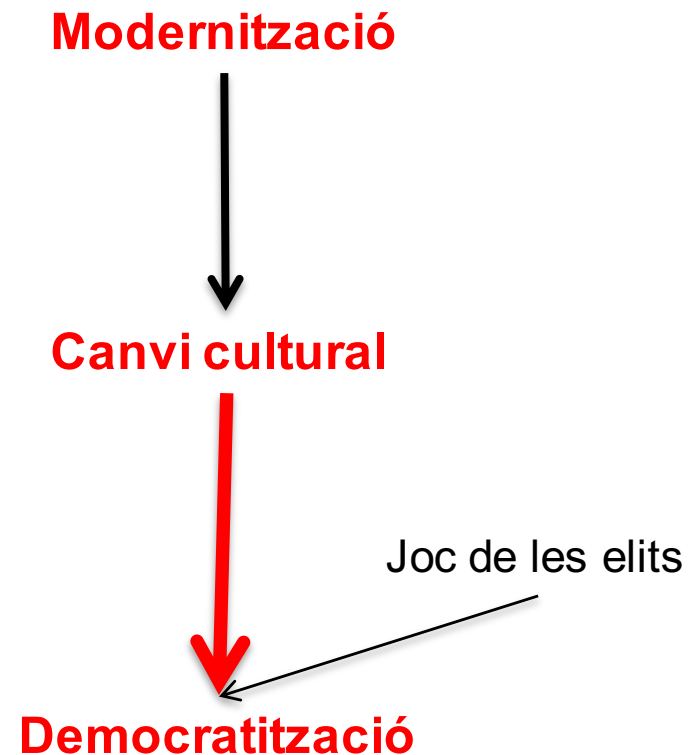 Modernització
Canvi cultural
Joc de les elits
Democratització